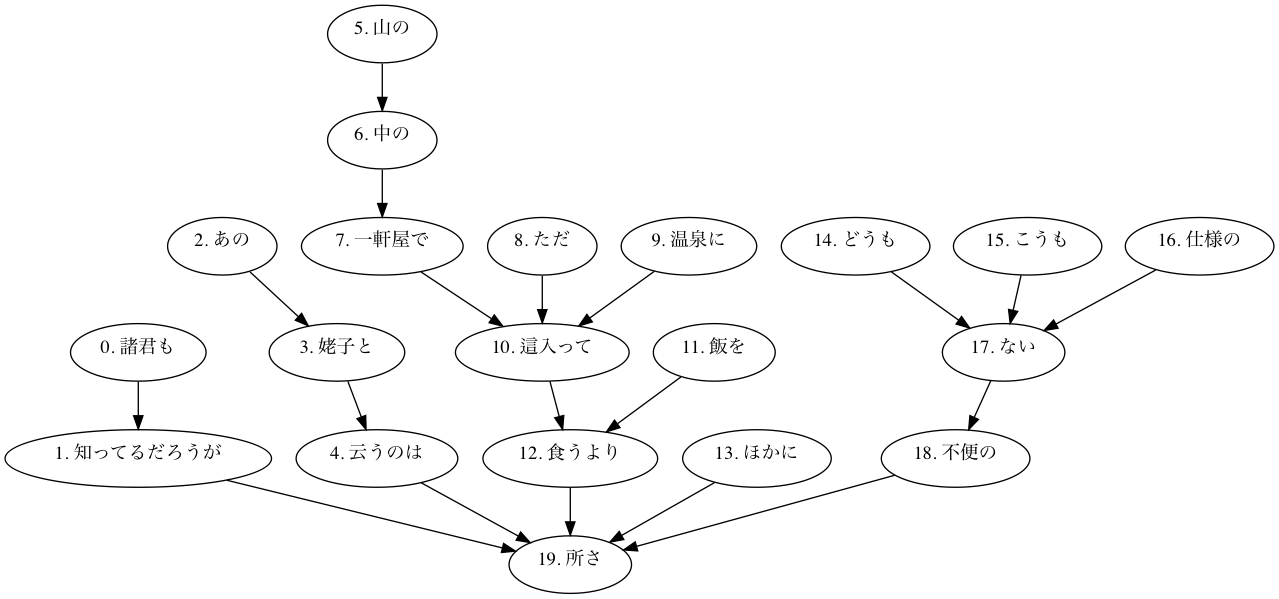 5. 山の
6. 中の
2. あの
7. 一軒屋で
8. ただ
9. 温泉に
14. どうも
15. こうも
16. 仕様の
0. 諸君も
3. 姥子と
10. 這入って
11. 飯を
17. ない
1. 知ってるだろうが
4. 云うのは
12. 食うより
13. ほかに
18. 不便の
19. 所さ